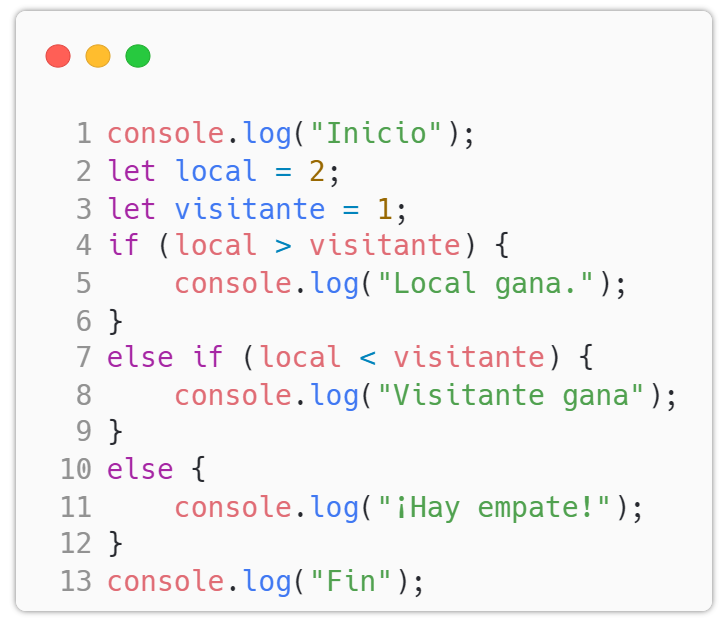 1 console.log("Inicio");
2 let local = 2;
3 let visitante = 1;
4 if (local > visitante) {
5     console.log("Local gana.");
6 }
7 else if (local < visitante) {
8     console.log("Visitante gana");
9 }
10 else {
11     console.log("¡Hay empate!");
12 }
13 console.log("Fin");